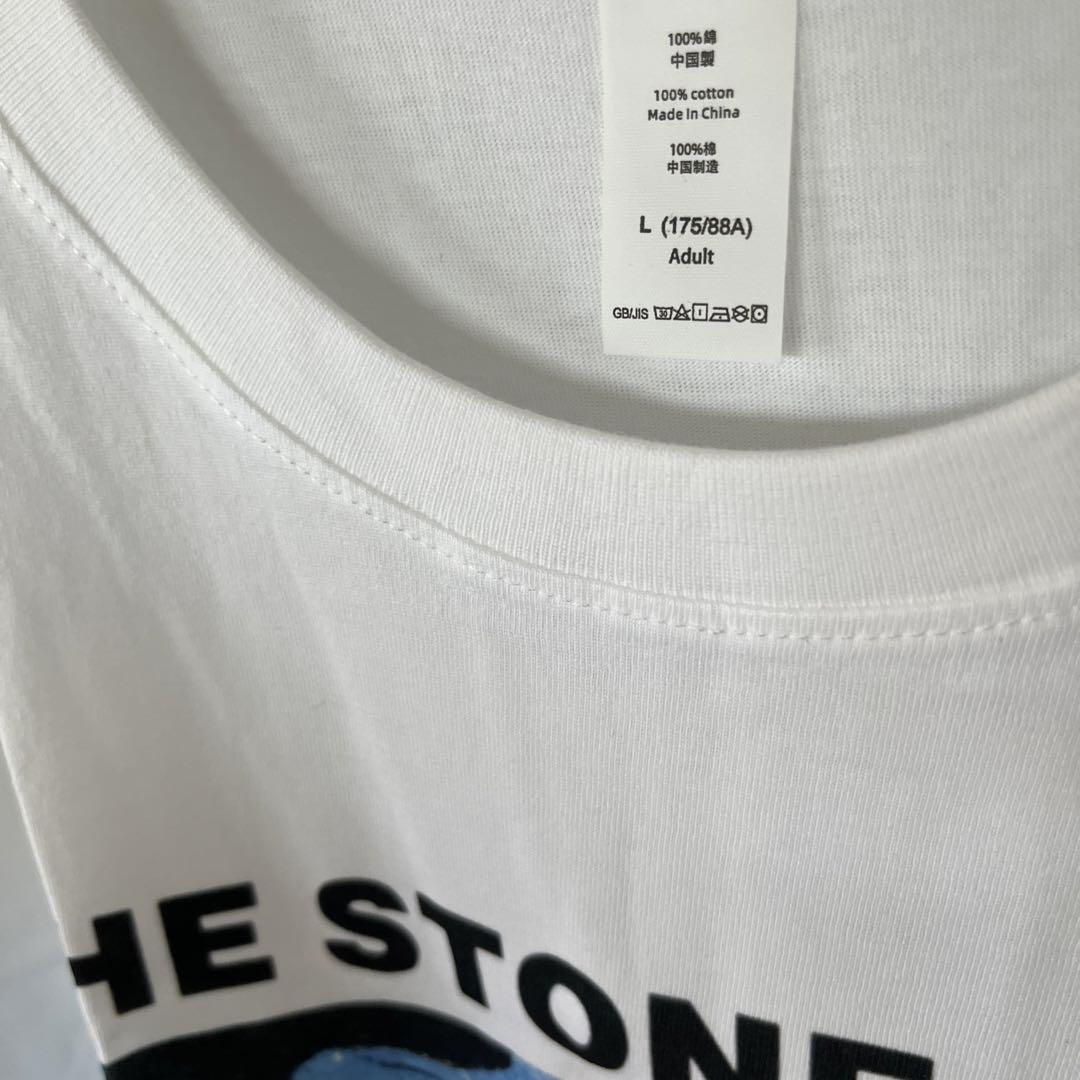 100%綿
中国製
100% cotton
Made In China
100%棉
中国制造
L (175/88A)
Adult
GB/JIS 30
HE STONE